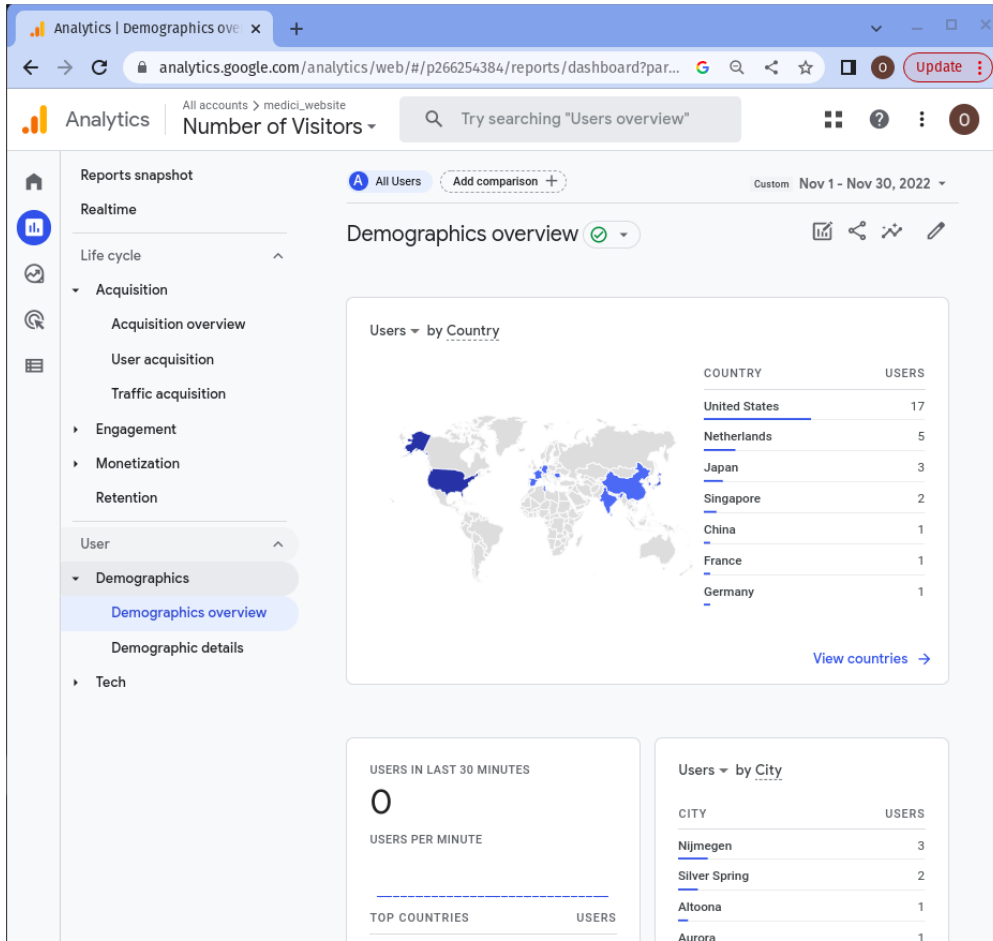 Analytics | Demographics ove
analytics.google.com/analytics/web/#/p266254384/reports/dashboard?par...
G
O
Update
Analytics
All accounts > medici_website
Number of Visitors
Try searching "Users overview"
O
Reports snapshot
Realtime
Life cycle
Acquisition
Acquisition overview
User acquisition
Traffic acquisition
Engagement
Monetization
Retention
User
Demographics
Demographics overview
Demographic details
Tech
A All Users
Add comparison +
Custom Nov 1 - Nov 30, 2022
Demographics overview
Users by Country
COUNTRY USERS
United States 17
Netherlands 5
Japan 3
Singapore 2
China 1
France 1
Germany 1
View countries
USERS IN LAST 30 MINUTES
0
USERS PER MINUTE
TOP COUNTRIES USERS
Users by City
CITY USERS
Nijmegen 3
Silver Spring 2
Altoona 1
Aurora 1